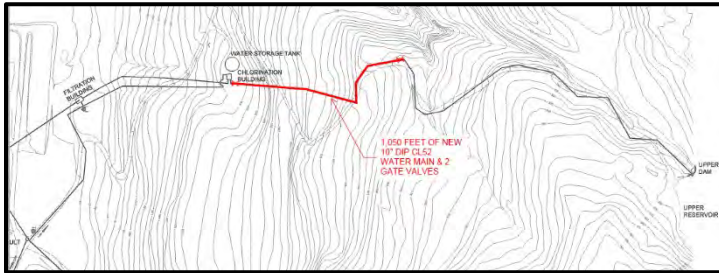 WATER STORAGE TANK
CHLORINATION
BUILDING
FILTRATION
BUILDING
1,050 FEET OF NEW
10" DIP CL52
WATER MAIN & 2
GATE VALVES
UPPER
DAM
UPPER
RESERVOIR
ULT